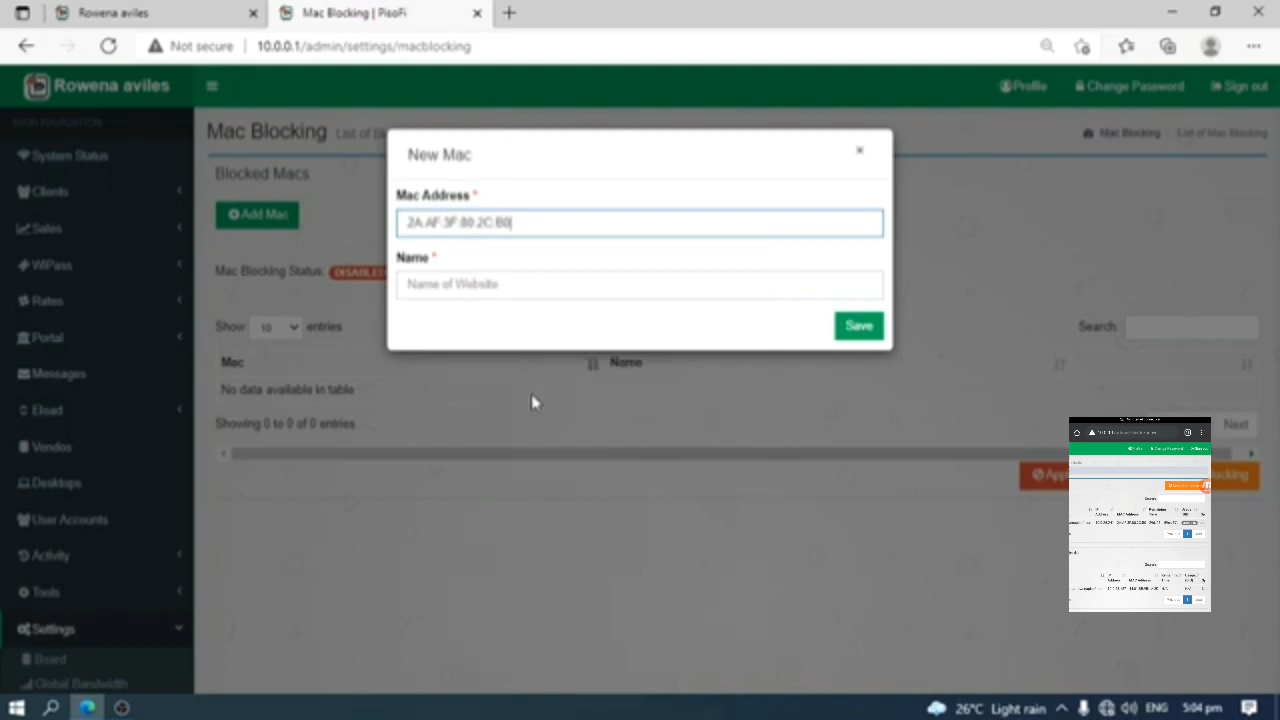 Rowena aviles
Mac Blocking | PisoFi
Not secure
10.0.0.1/admin/settings/macblocking
Rowena aviles
Profile
Change Password
Sign out
MAIN NAVIGATION
System Status
Clients
Sales
WiPass
Rates
Portal
Messages
Eload
Vendos
Desktops
User Accounts
Activity
Tools
Settings
Board
Global Bandwidth
Mac Blocking
Mac Blocking
List of Mac Blocking
Blocked Macs
Add Mac
Mac Blocking Status: DISABLED
Show 10 entries
Search:
Mac
Name
No data available in table
Showing 0 to 0 of 0 entries
Next
New Mac
×
Mac Address *
2A:AF:3F:80:2C:B0
Name *
Name of Website
Save
26°C Light rain
ENG
5:04 pm